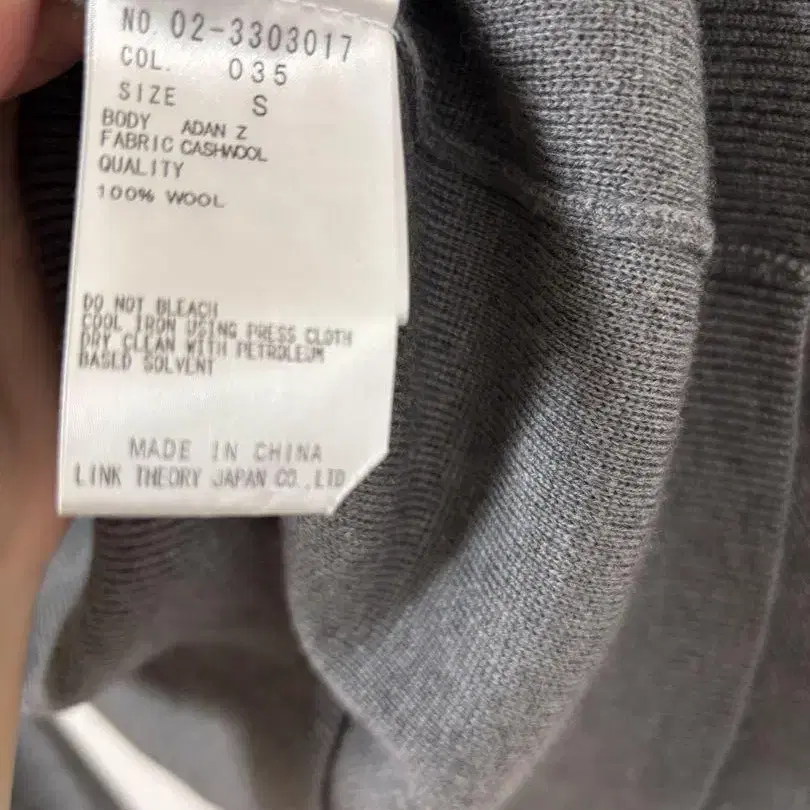 NO. 02-3303017
COL. 035
SIZE S
BODY ADAN Z
FABRIC CASHWOOL
QUALITY
100% WOOL
DO NOT BLEACH
COOL IRON USING PRESS CLOTH
DRY CLEAN WITH PETROLEUM
BASED SOLVENT
MADE IN CHINA
LINK THEORY JAPAN CO.,LTD